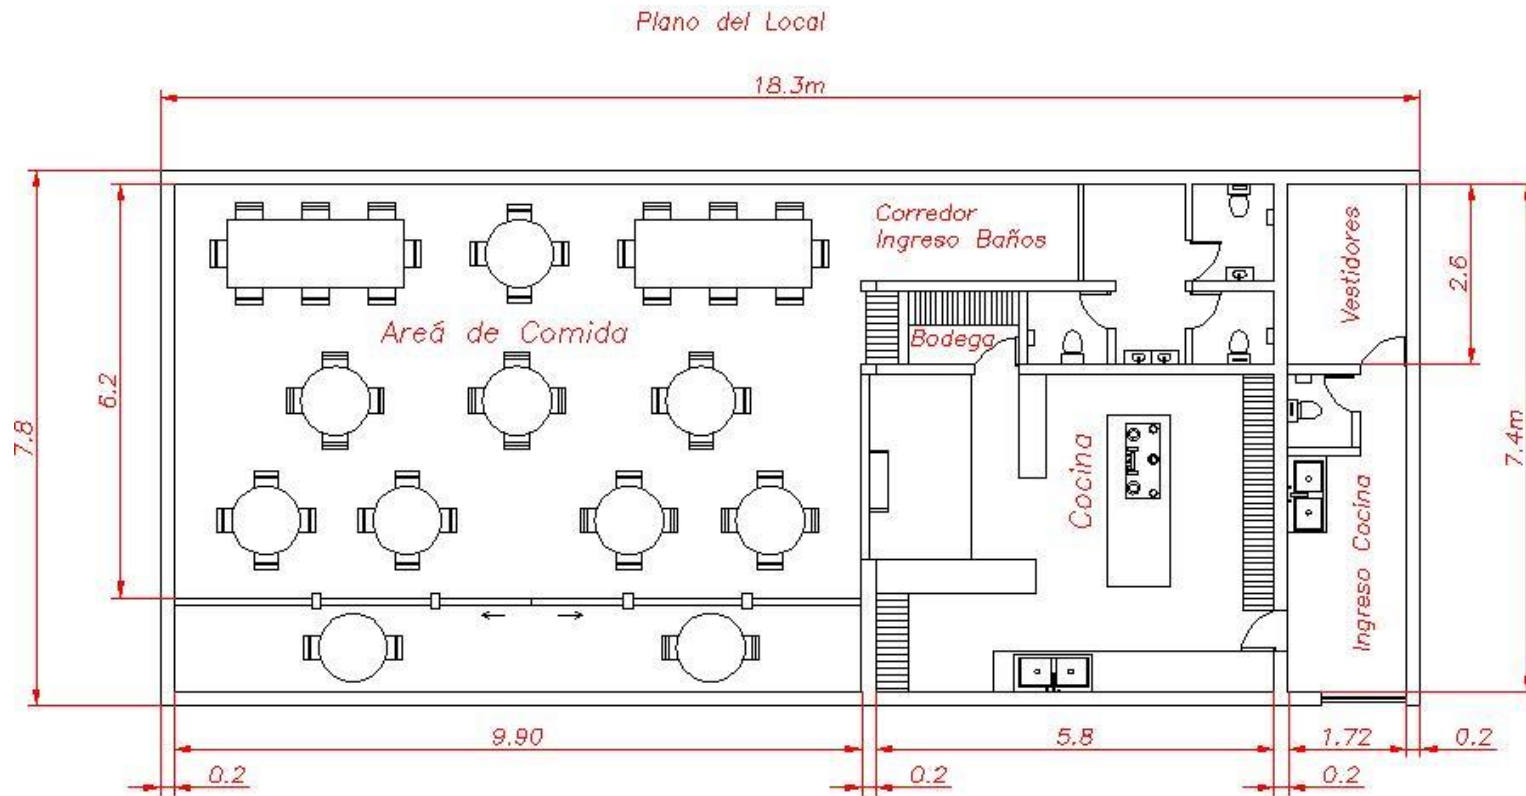 Plano del Local
18.3m
Corredor
Ingreso Baños
Vestidores
2.6
Areá de Comida
Bodega
6.2
7.8
7.4m
Cocina
Ingreso Cocina
9.90
5.8
1.72
0.2
0.2
0.2
0.2